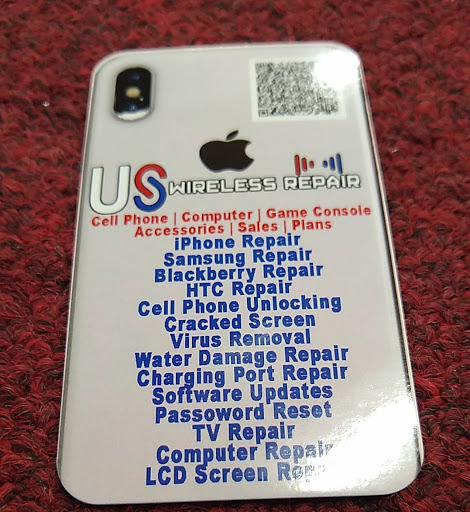 US WIRELESS REPAIR
Cell Phone | Computer | Game Console
Accessories | Sales | Plans
iPhone Repair
Samsung Repair
Blackberry Repair
HTC Repair
Cell Phone Unlocking
Cracked Screen
Virus Removal
Water Damage Repair
Charging Port Repair
Software Updates
Passoword Reset
TV Repair
Computer Repair
LCD Screen